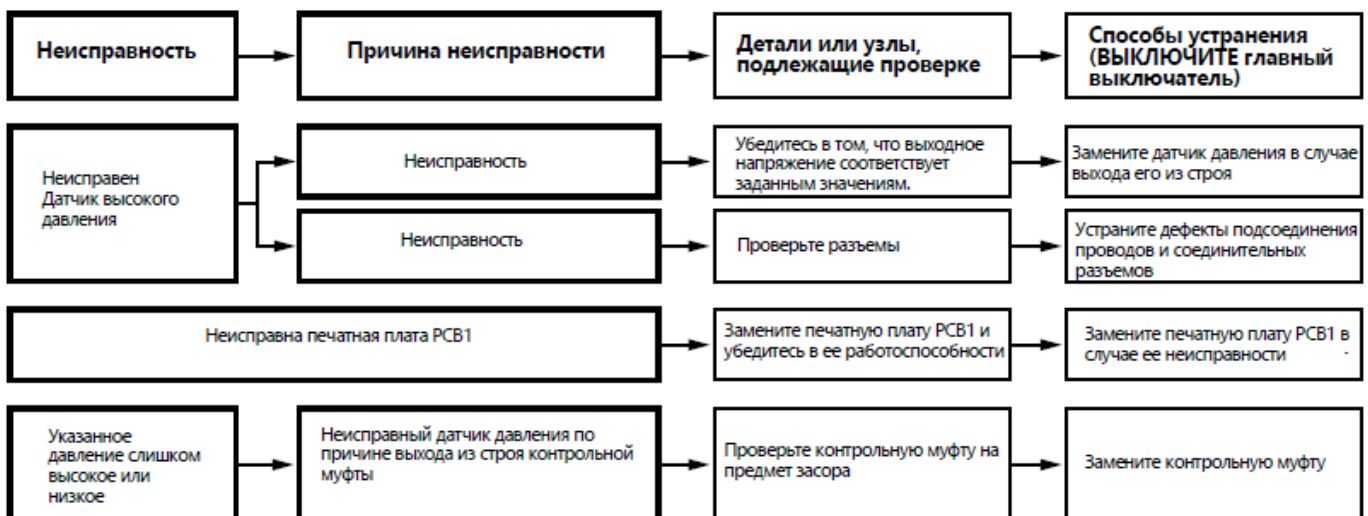 Неисправность
Причина неисправности
Детали или узлы,
подлежащие проверке
Способы устранения
(ВЫКЛЮЧИТЕ главный
выключатель)
Неисправен
Датчик высокого
давления
Неисправность
Убедитесь в том, что выходное
напряжение соответствует
заданным значениям.
Замените датчик давления в случае
выхода его из строя
Неисправность
Проверьте разъемы
Устраните дефекты подсоединения
проводов и соединительных
разъемов
Неисправна печатная плата PCB1
Замените печатную плату PCB1 и
убедитесь в ее работоспособности
Замените печатную плату PCB1 в
случае ее неисправности
Указанное
давление слишком
высокое или
низкое
Неисправный датчик давления по
причине выхода из строя контрольной
муфты
Проверьте контрольную муфту на
предмет засора
Замените контрольную муфту